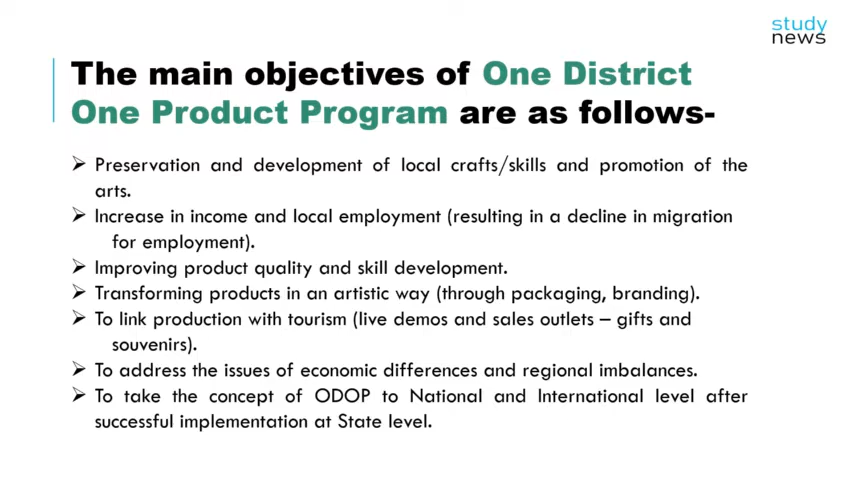 study
news
The main objectives of One District
One Product Program are as follows-
➢ Preservation and development of local crafts/skills and promotion of the
arts.
➢ Increase in income and local employment (resulting in a decline in migration
for employment).
➢ Improving product quality and skill development.
➢ Transforming products in an artistic way (through packaging, branding).
➢ To link production with tourism (live demos and sales outlets – gifts and
souvenirs).
➢ To address the issues of economic differences and regional imbalances.
➢ To take the concept of ODOP to National and International level after
successful implementation at State level.